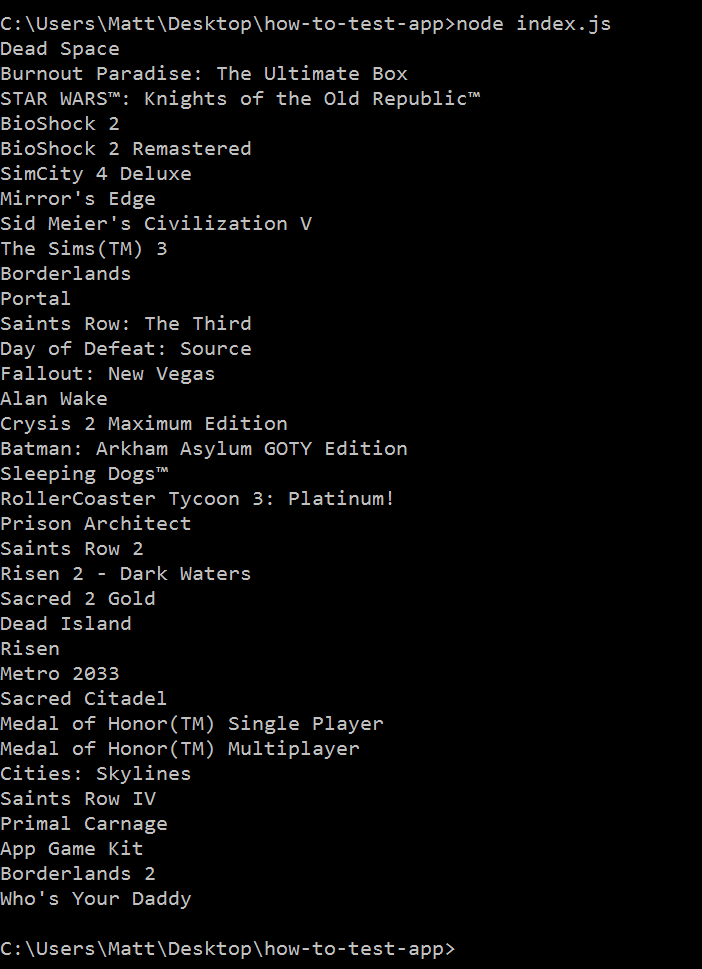 C:\Users\Matt\Desktop\how-to-test-app>node index.js
Dead Space
Burnout Paradise: The Ultimate Box
STAR WARS™: Knights of the Old Republic™
BioShock 2
BioShock 2 Remastered
SimCity 4 Deluxe
Mirror's Edge
Sid Meier's Civilization V
The Sims(TM) 3
Borderlands
Portal
Saints Row: The Third
Day of Defeat: Source
Fallout: New Vegas
Alan Wake
Crysis 2 Maximum Edition
Batman: Arkham Asylum GOTY Edition
Sleeping Dogs™
RollerCoaster Tycoon 3: Platinum!
Prison Architect
Saints Row 2
Risen 2 - Dark Waters
Sacred 2 Gold
Dead Island
Risen
Metro 2033
Sacred Citadel
Medal of Honor(TM) Single Player
Medal of Honor(TM) Multiplayer
Cities: Skylines
Saints Row IV
Primal Carnage
App Game Kit
Borderlands 2
Who's Your Daddy
C:\Users\Matt\Desktop\how-to-test-app>